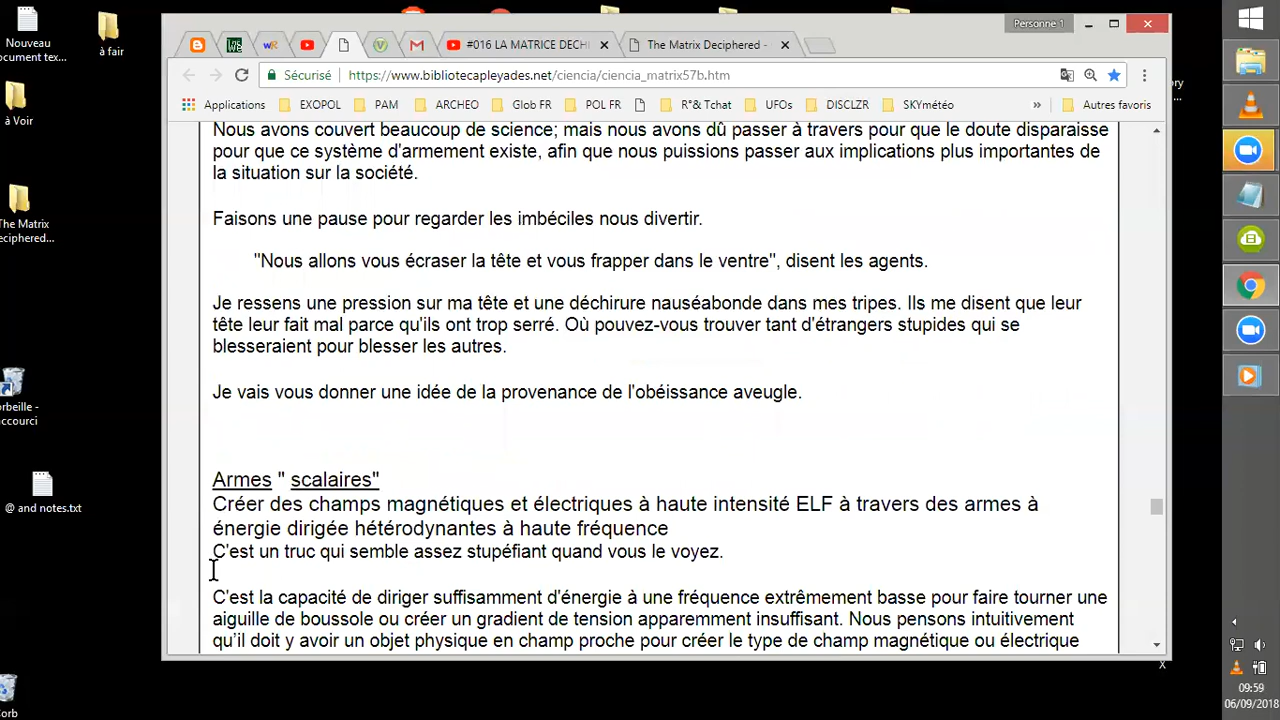 Nouveau
ocument tex...
à fair
à Voir
The Matrix
eciphered...
orbeille -
accourci
@ and notes.txt
Corb
Personne 1
#016 LA MATRICE DECHI
The Matrix Deciphered -
Sécurisé
https://www.bibliotecapleyades.net/ciencia/ciencia_matrix57b.htm
Applications
EXOPOL
PAM
ARCHEO
Glob FR
POL FR
R°& Tchat
UFOs
DISCLZR
SKYmétéo
»
Autres favoris
Nous avons couvert beaucoup de science; mais nous avons dû passer à travers pour que le doute disparaisse
pour que ce système d'armement existe, afin que nous puissions passer aux implications plus importantes de
la situation sur la société.
Faisons une pause pour regarder les imbéciles nous divertir.
"Nous allons vous écraser la tête et vous frapper dans le ventre", disent les agents.
Je ressens une pression sur ma tête et une déchirure nauséabonde dans mes tripes. Ils me disent que leur
tête leur fait mal parce qu'ils ont trop serré. Où pouvez-vous trouver tant d'étrangers stupides qui se
blesseraient pour blesser les autres.
Je vais vous donner une idée de la provenance de l'obéissance aveugle.
Armes " scalaires"
Créer des champs magnétiques et électriques à haute intensité ELF à travers des armes à
énergie dirigée hétérodynantes à haute fréquence
C'est un truc qui semble assez stupéfiant quand vous le voyez.
C'est la capacité de diriger suffisamment d'énergie à une fréquence extrêmement basse pour faire tourner une
aiguille de boussole ou créer un gradient de tension apparemment insuffisant. Nous pensons intuitivement
qu'il doit y avoir un objet physique en champ proche pour créer le type de champ magnétique ou électrique
ory
x
09:59
06/09/2018